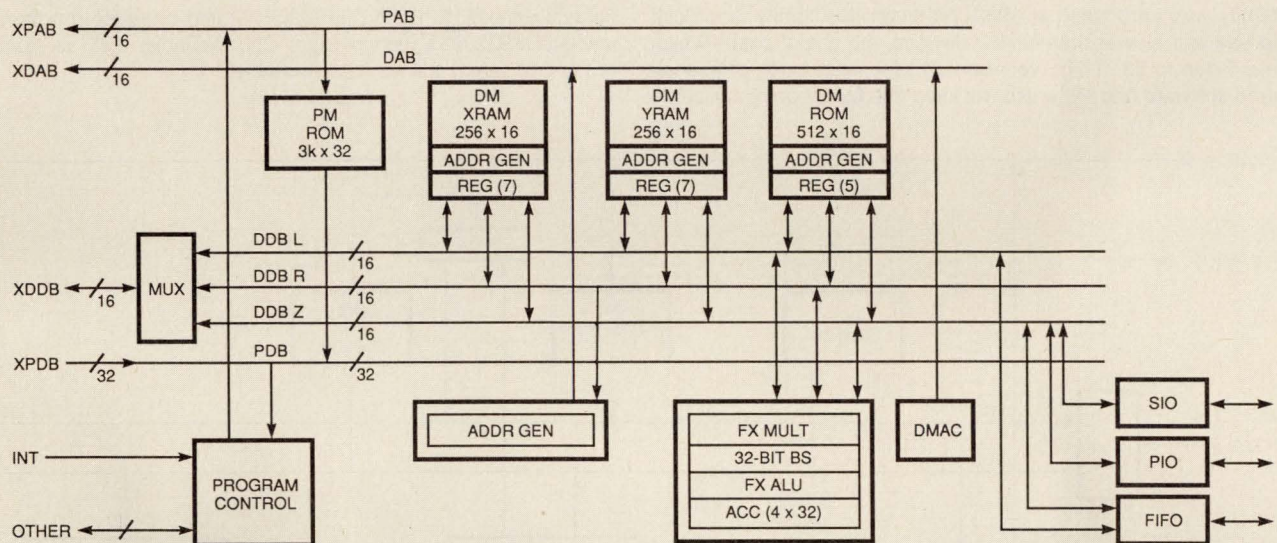 PAB
XPAB
16
DAB
XDAB
16
PM
ROM
3k x 32
DM
XRAM
256 x 16
ADDR GEN
REG (7)
DM
YRAM
256 x 16
ADDR GEN
REG (7)
DM
ROM
512 x 16
ADDR GEN
REG (5)
MUX
DDB L
16
XDDB
16
DDB R
16
DDB Z
16
XPDB
32
PDB
32
INT
OTHER
PROGRAM
CONTROL
ADDR GEN
FX MULT
32-BIT BS
FX ALU
ACC (4 x 32)
DMAC
SIO
PIO
FIFO